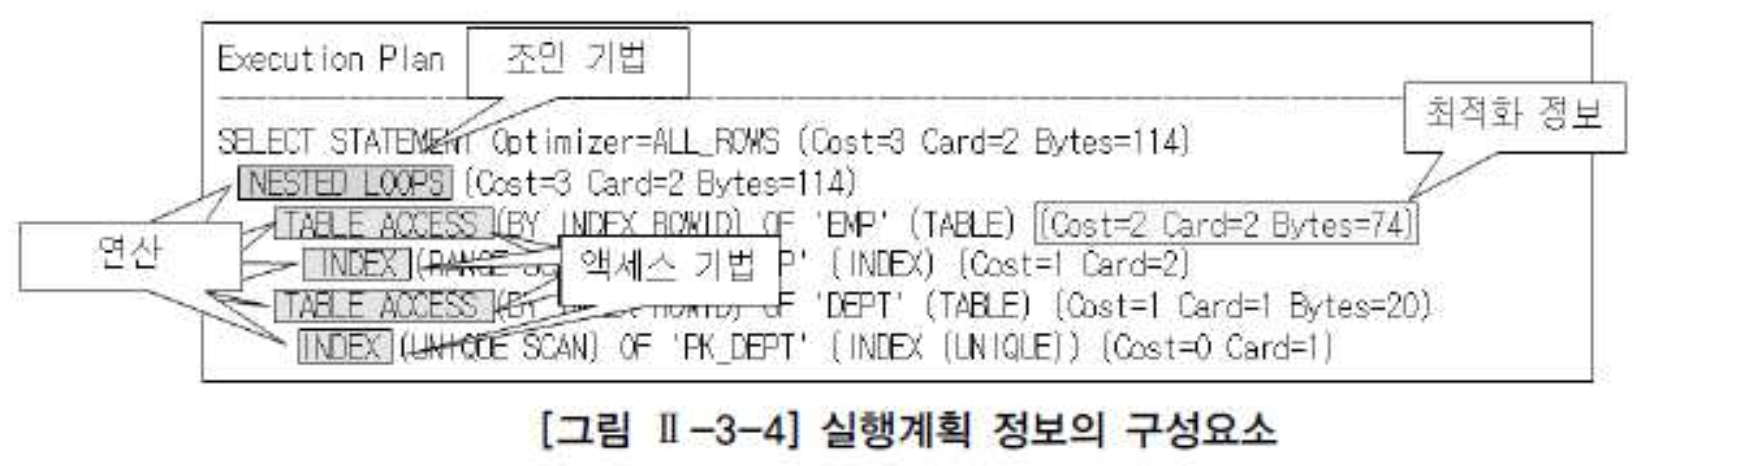 Execution Plan
조인 기법
최적화 정보
SELECT STATEMENT Optimizer=ALL_ROWS (Cost=3 Card=2 Bytes=114)
NESTED LOOPS (Cost=3 Card=2 Bytes=114)
TABLE ACCESS (BY INDEX ROWID) OF 'EMP' (TABLE) (Cost=2 Card=2 Bytes=74)
연산
INDEX (RANGE P' (INDEX) (Cost=1 Card=2)
액세스 기법
TABLE ACCESS (BY ROWID) OF 'DEPT' (TABLE) (Cost=1 Card=1 Bytes=20)
INDEX (UNIQUE SCAN) OF 'PK_DEPT' (INDEX (UNIQUE)) (Cost=0 Card=1)
[그림 Ⅱ-3-4] 실행계획 정보의 구성요소